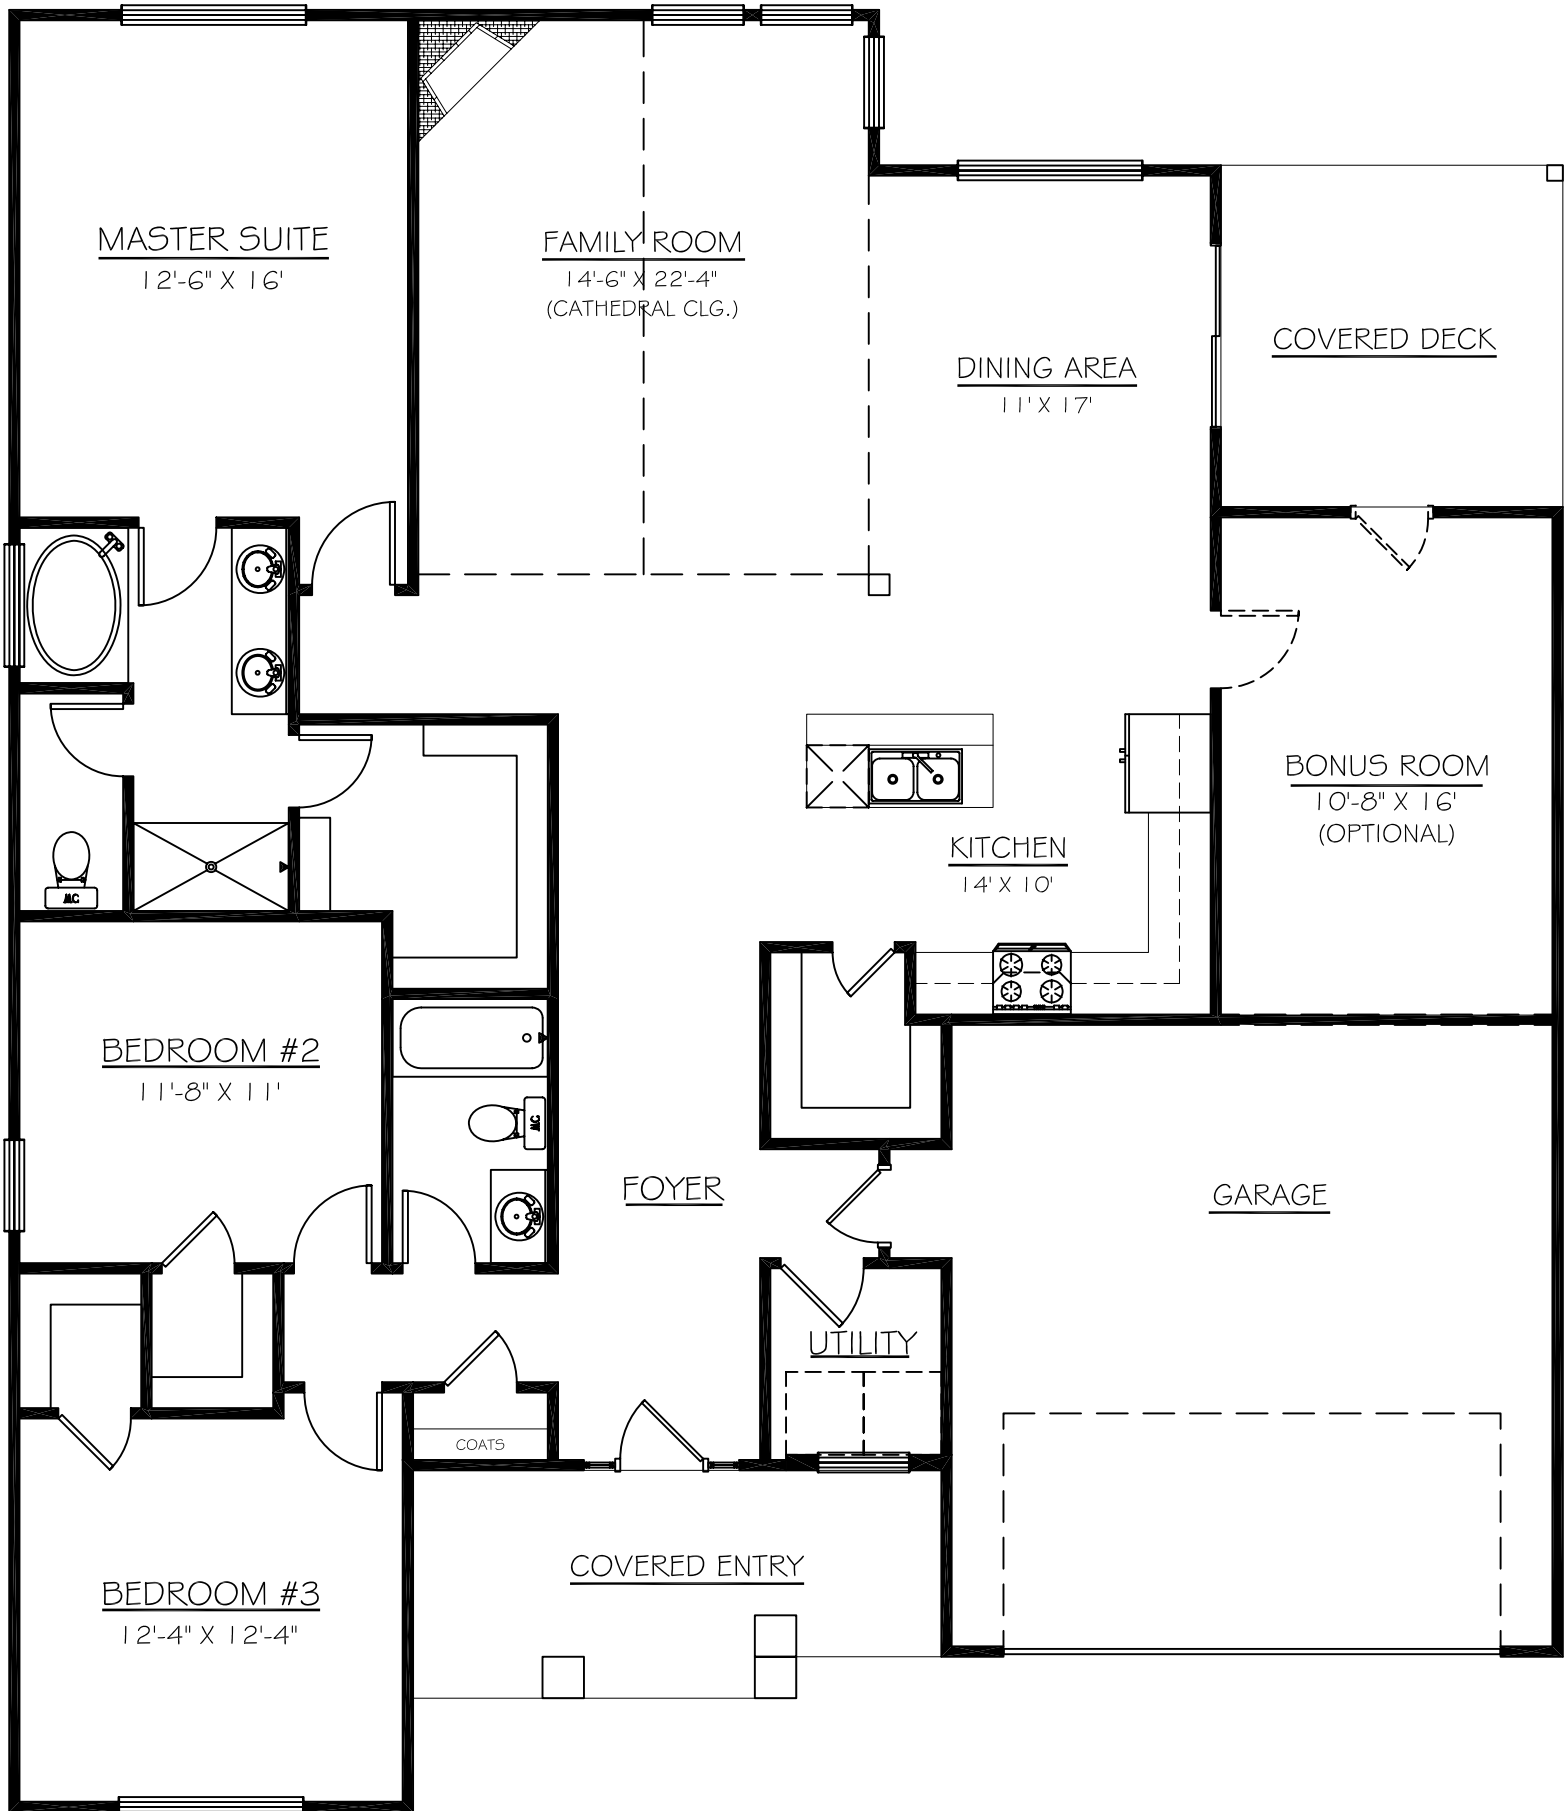 MASTER SUITE
12'-6" X 16'
FAMILY ROOM
14'-6" X 22'-4"
(CATHEDRAL CLG.)
COVERED DECK
DINING AREA
11' X 17'
BONUS ROOM
10'-8" X 16'
(OPTIONAL)
KITCHEN
14' X 10'
BEDROOM #2
11'-8" X 11'
FOYER
GARAGE
UTILITY
COATS
COVERED ENTRY
BEDROOM #3
12'-4" X 12'-4"